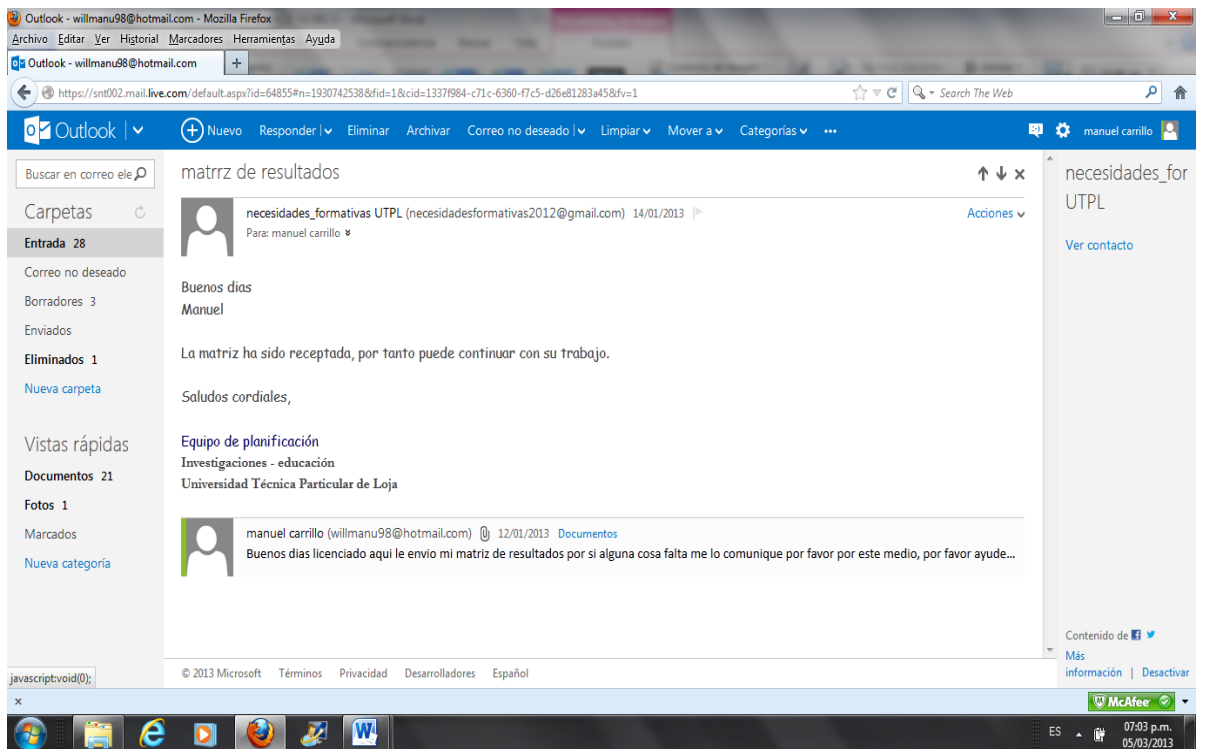 Outlook - willmanu98@hotmail.com - Mozilla Firefox
Archivo Editar Ver Historial Marcadores Herramientas Ayuda
Outlook - willmanu98@hotmail.com
https://snt002.mail.live.com/default.aspx?id=64855#n=1930742538&fid=1&cid=1337f984-c71c-6360-f7c5-d26e81283a45&fv=1
Search The Web
Outlook Nuevo Responder Eliminar Archivar Correo no deseado Limpiar Mover a Categorías ••• manuel carrillo
Buscar en correo ele
Carpetas
Entrada 28
Correo no deseado
Borradores 3
Enviados
Eliminados 1
Nueva carpeta
Vistas rápidas
Documentos 21
Fotos 1
Marcados
Nueva categoría
javascript:void(0);
matrrz de resultados
necesidades_formativas UTPL (necesidadesformativas2012@gmail.com) 14/01/2013
Acciones
Para: manuel carrillo
Buenos dias
Manuel
La matriz ha sido receptada, por tanto puede continuar con su trabajo.
Saludos cordiales,
Equipo de planificación
Investigaciones - educación
Universidad Técnica Particular de Loja
manuel carrillo (willmanu98@hotmail.com) 12/01/2013 Documentos
Buenos dias licenciado aqui le envio mi matriz de resultados por si alguna cosa falta me lo comunique por favor por este medio, por favor ayude...
© 2013 Microsoft Términos Privacidad Desarrolladores Español
necesidades_for
UTPL
Ver contacto
Contenido de
Más
información | Desactivar
McAfee
ES
07:03 p.m.
05/03/2013